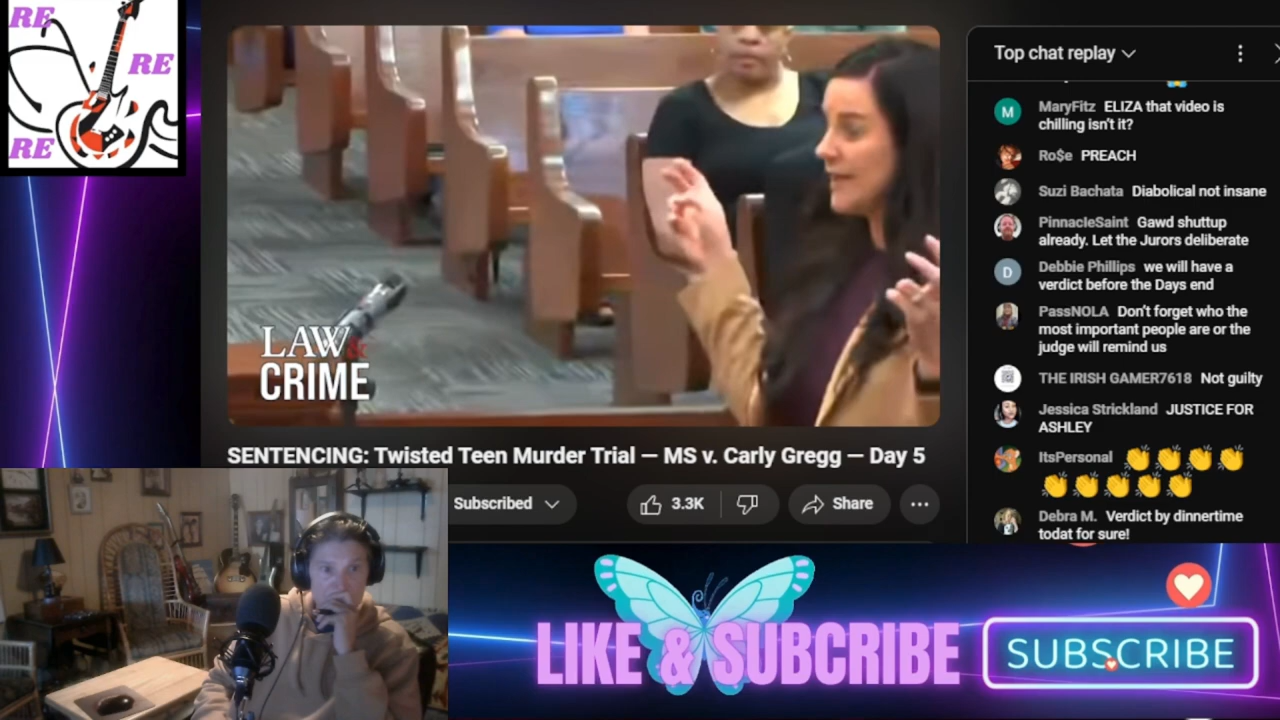 RE
RE
RE
LAW&
CRIME
SENTENCING: Twisted Teen Murder Trial — MS v. Carly Gregg — Day 5
Subscribed
3.3K
Share
Top chat replay
M
MaryFitz ELIZA that video is
chilling isn't it?
Ro$e PREACH
Suzi Bachata Diabolical not insane
PinnacleSaint Gawd shuttup
already. Let the Jurors deliberate
D
Debbie Phillips we will have a
verdict before the Days end
PassNOLA Don't forget who the
most important people are or the
judge will remind us
THE IRISH GAMER7618 Not guilty
Jessica Strickland JUSTICE FOR
ASHLEY
ItsPersonal 👏👏👏👏
👏👏👏👏👏
Debra M. Verdict by dinnertime
todat for sure!
LIKE & SUBCRIBE
SUBSCRIBE